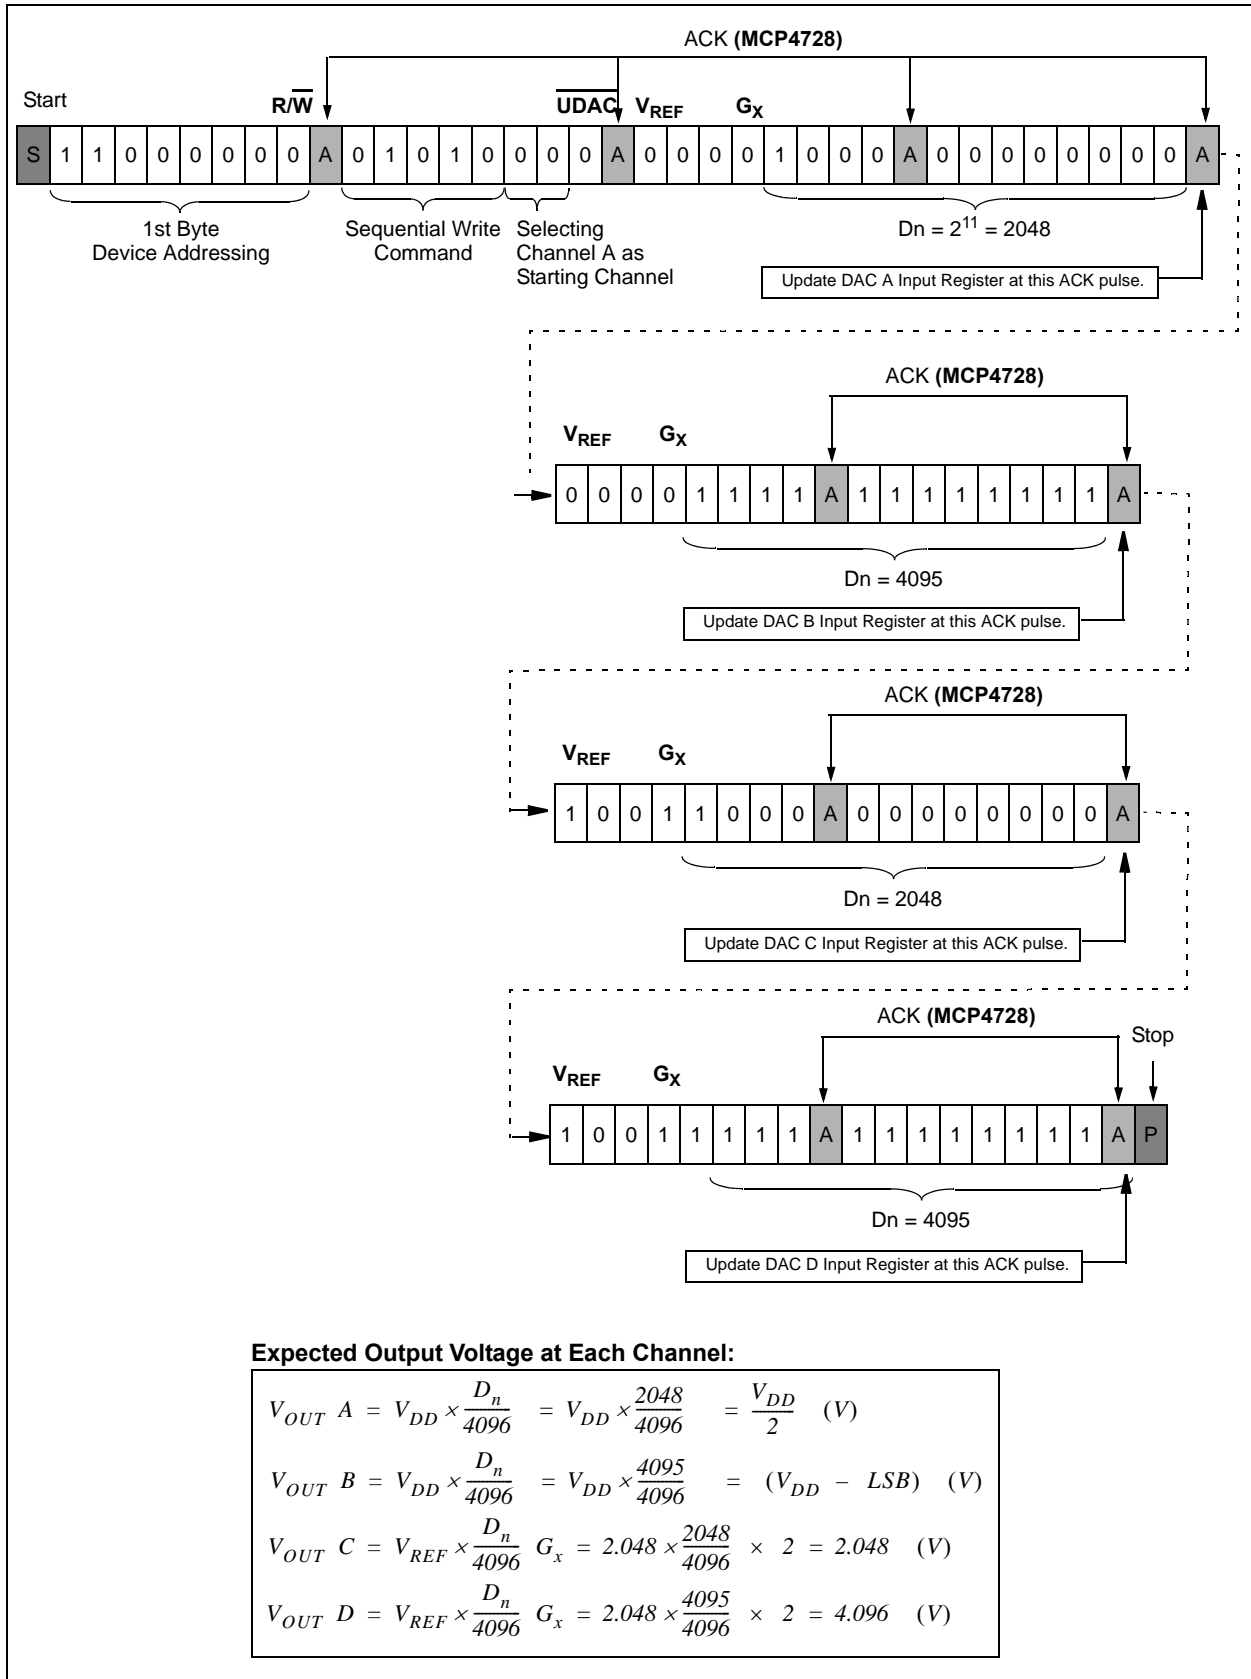 ACK (MCP4728)
Start R/W UDAC VREF GX
S 1 1 0 0 0 0 0 0 A 0 1 0 1 0 0 0 0 A 0 0 0 0 1 0 0 0 A 0 0 0 0 0 0 0 0 A
1st Byte
Device Addressing
Sequential Write
Command
Selecting
Channel A as
Starting Channel
Dn = 2^11 = 2048
Update DAC A Input Register at this ACK pulse.
ACK (MCP4728)
VREF GX
0 0 0 0 1 1 1 1 A 1 1 1 1 1 1 1 1 A
Dn = 4095
Update DAC B Input Register at this ACK pulse.
ACK (MCP4728)
VREF GX
1 0 0 1 1 0 0 0 A 0 0 0 0 0 0 0 0 A
Dn = 2048
Update DAC C Input Register at this ACK pulse.
ACK (MCP4728)
Stop
VREF GX
1 0 0 1 1 1 1 1 A 1 1 1 1 1 1 1 1 A P
Dn = 4095
Update DAC D Input Register at this ACK pulse.
Expected Output Voltage at Each Channel:
VOUT A = VDD × Dn/4096 = VDD × 2048/4096 = VDD/2 (V)
VOUT B = VDD × Dn/4096 = VDD × 4095/4096 = (VDD – LSB) (V)
VOUT C = VREF × Dn/4096 Gx = 2.048 × 2048/4096 × 2 = 2.048 (V)
VOUT D = VREF × Dn/4096 Gx = 2.048 × 4095/4096 × 2 = 4.096 (V)